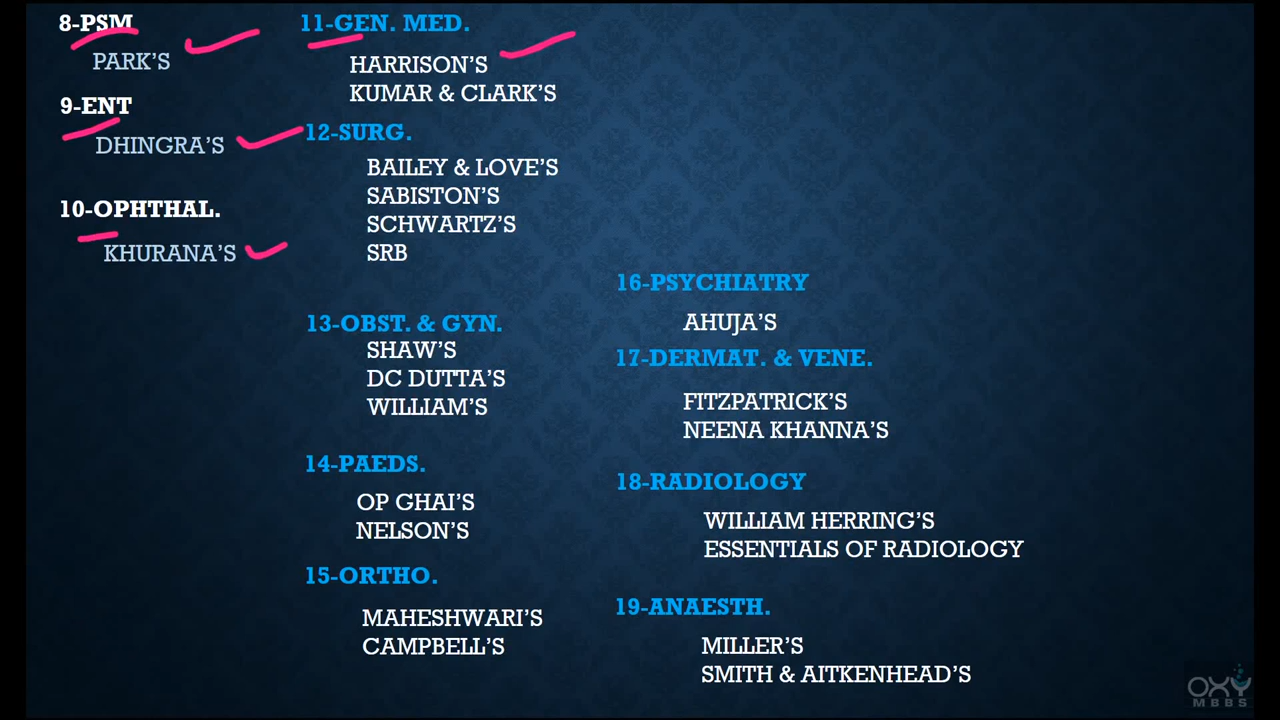 8-PSM
PARK'S
9-ENT
DHINGRA'S
10-OPHTHAL.
KHURANA'S
11-GEN. MED.
HARRISON'S
KUMAR & CLARK'S
12-SURG.
BAILEY & LOVE'S
SABISTON'S
SCHWARTZ'S
SRB
13-OBST. & GYN.
SHAW'S
DC DUTTA'S
WILLIAM'S
14-PAEDS.
OP GHAI'S
NELSON'S
15-ORTHO.
MAHESHWARI'S
CAMPBELL'S
16-PSYCHIATRY
AHUJA'S
17-DERMAT. & VENE.
FITZPATRICK'S
NEENA KHANNA'S
18-RADIOLOGY
WILLIAM HERRING'S
ESSENTIALS OF RADIOLOGY
19-ANAESTH.
MILLER'S
SMITH & AITKENHEAD'S
OXY
MBBS